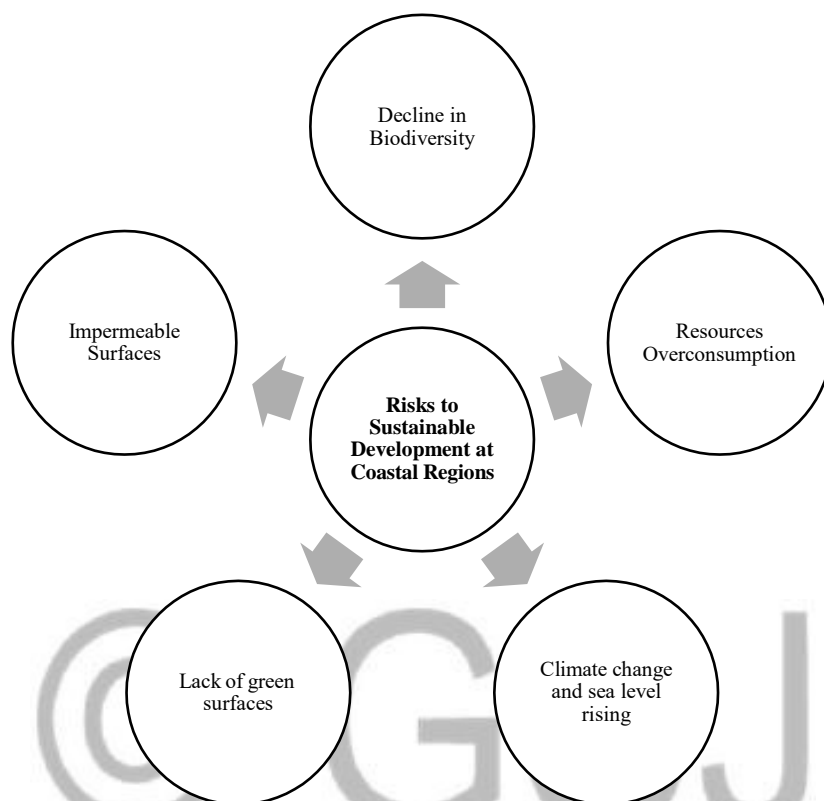 Decline in
Biodiversity
Impermeable
Surfaces
Resources
Overconsumption
Risks to
Sustainable
Development at
Coastal Regions
Lack of green
surfaces
Climate change
and sea level
rising
© GSJ